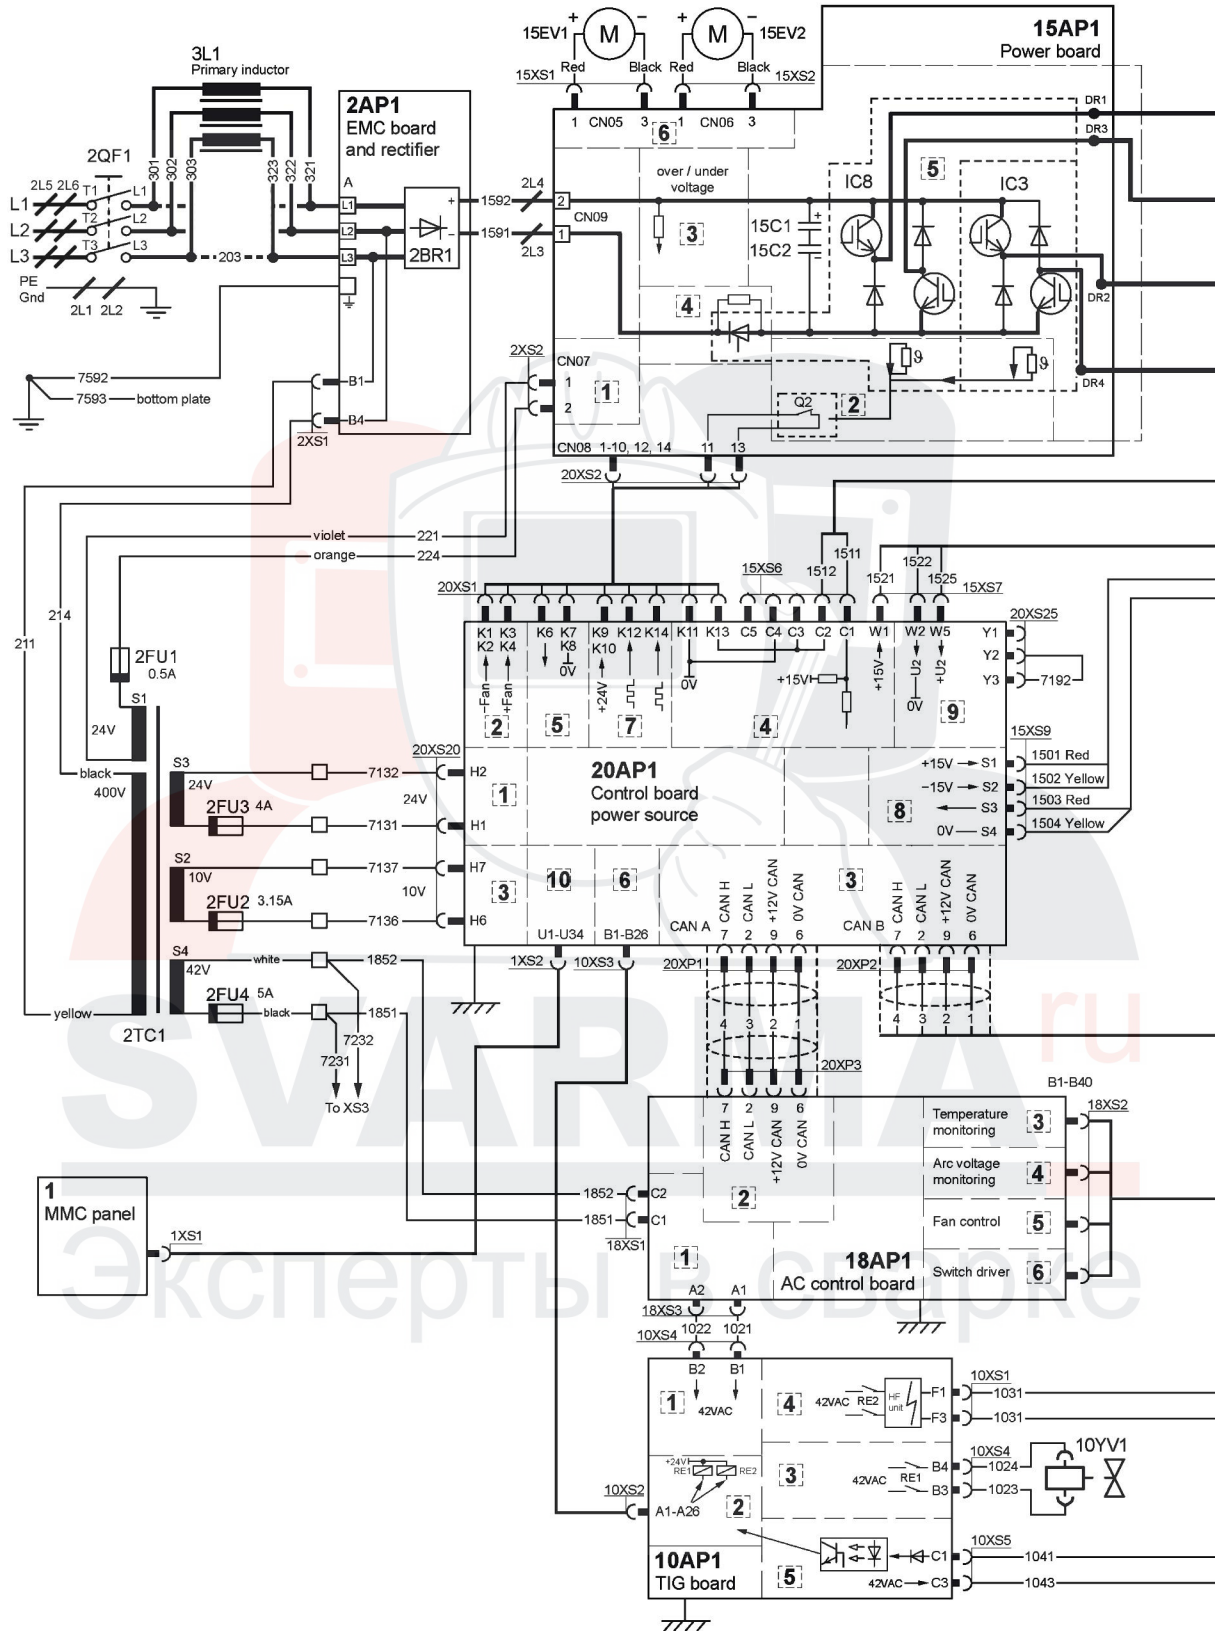 15EV1
+
M
−
+
M
−
15EV2
Red
Black
Red
Black
15XS1
15XS2
1
CN05
3
1
CN06
3
6
15AP1
Power board
DR1
DR3
5
IC8
IC3
3L1
Primary inductor
2AP1
EMC board
and rectifier
2QF1
301
302
303
323
322
321
2L5
2L6
T1
L1
T2
L2
T3
L3
L1
L2
L3
203
A
L1
L2
L3
+
−
2BR1
1592
2L4
1591
2L3
2
CN09
1
over / under
voltage
3
15C1
+
15C2
−
DR2
PE
Gnd
2L1
2L2
4
7592
7593
bottom plate
B1
B4
2XS1
2XS2
CN07
1
2
1
ϑ
ϑ
DR4
Q2
2
CN08
1-10, 12, 14
11
13
20XS2
violet
221
orange
224
211
214
20XS1
15XS6
1512
1511
1521
1522
1525
15XS7
20XS25
K1
K2
K3
K4
K6
K7
K8
K9
K10
K12
K14
K11
K13
C5
C4
C3
C2
C1
W1
W2
W5
Y1
Y2
Y3
7192
−Fan
+Fan
0V
+24V
0V
+15V
+15V
U2
0V
+U2
2
5
7
4
9
2FU1
0.5A
S1
24V
black
400V
yellow
2TC1
S3
24V
2FU3
4A
S2
10V
2FU2
3.15A
S4
42V
2FU4
5A
white
black
7132
7131
7137
7136
1852
1851
7231
7232
To XS3
20XS20
24V
10V
H2
H1
H7
H6
1
3
20AP1
Control board
power source
15XS9
+15V
S1
1501 Red
−15V
S2
1502 Yellow
S3
1503 Red
0V
S4
1504 Yellow
8
10
6
3
U1-U34
B1-B26
1XS2
10XS3
CAN A
CAN H
CAN L
+12V CAN
0V CAN
7
2
9
6
CAN B
CAN H
CAN L
+12V CAN
0V CAN
7
2
9
6
20XP1
20XP2
4
3
2
1
4
3
2
1
20XP3
7
2
9
6
CAN H
CAN L
+12V CAN
0V CAN
2
SVARMA
ru
Эксперты в сварке
B1-B40
18XS2
Temperature
monitoring
3
Arc voltage
monitoring
4
Fan control
5
Switch driver
6
1852
C2
1851
C1
18XS1
1
18AP1
AC control board
1
MMC panel
1XS1
A2
A1
18XS3
1022
1021
10XS4
B2
B1
1
42VAC
4
42VAC
RE2
HF
unit
F1
F3
10XS1
1031
1031
+24V
RE1
RE2
3
42VAC
RE1
B4
B3
10XS4
1024
1023
10YV1
10XS2
A1-A26
2
10AP1
TIG board
5
C1
42VAC
C3
10XS5
1041
1043